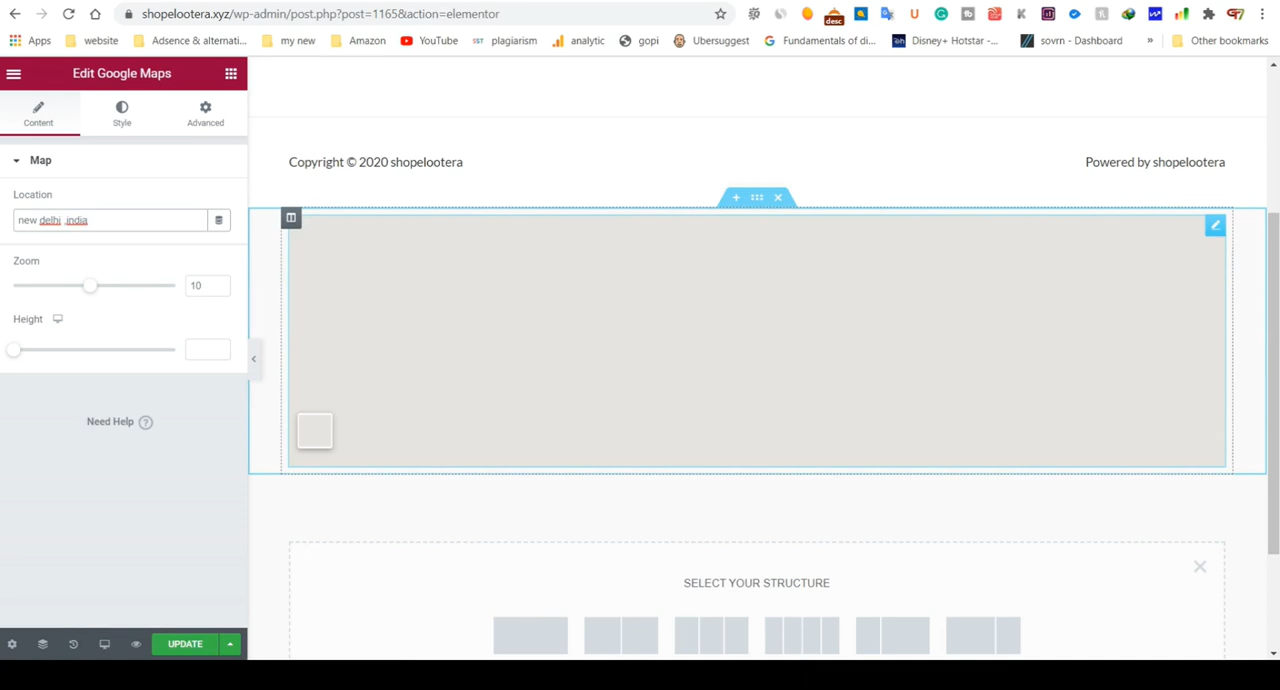 shopelootera.xyz/wp-admin/post.php?post=1165&action=elementor
Apps website Adsence & alternati... my new Amazon YouTube SST plagiarism analytic gopi Ubersuggest Fundamentals of di... Disney+ Hotstar -... sovrn - Dashboard » Other bookmarks
Edit Google Maps
Content Style Advanced
Map
Location
new delhi ,india
Zoom
10
Height
Need Help ?
UPDATE
Copyright © 2020 shopelootera
Powered by shopelootera
SELECT YOUR STRUCTURE
desc